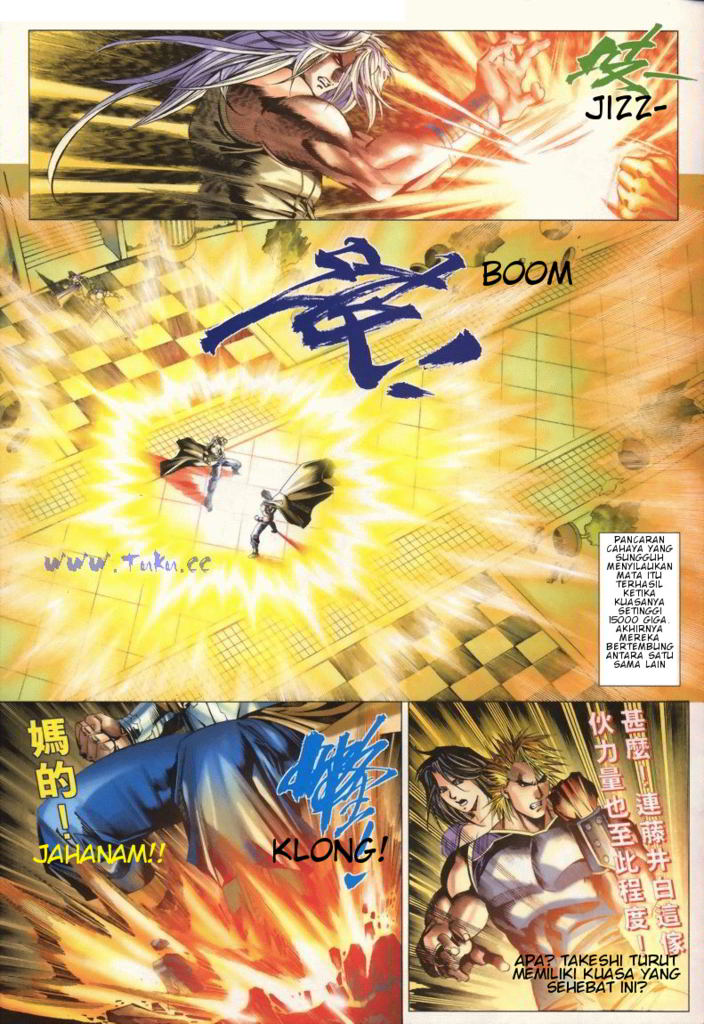 JIZZ-
BOOM
www.Tuku.cc
PANCARAN
CAHAYA YANG
SUNGGUH
MENYILAUKAN
MATA ITU
TERHASIL
KETIKA
KUASANYA
SETINGGI
15000 GIGA.
AKHIRNYA
MEREKA
BERTEMBUNG
ANTARA SATU
SAMA LAIN
媽的！
JAHANAM!!
KLONG!
甚麼！連藤井白這傢
伙力量也至此程度！
APA? TAKESHI TURUT
MEMILIKI KUASA YANG
SEHEBAT INI?